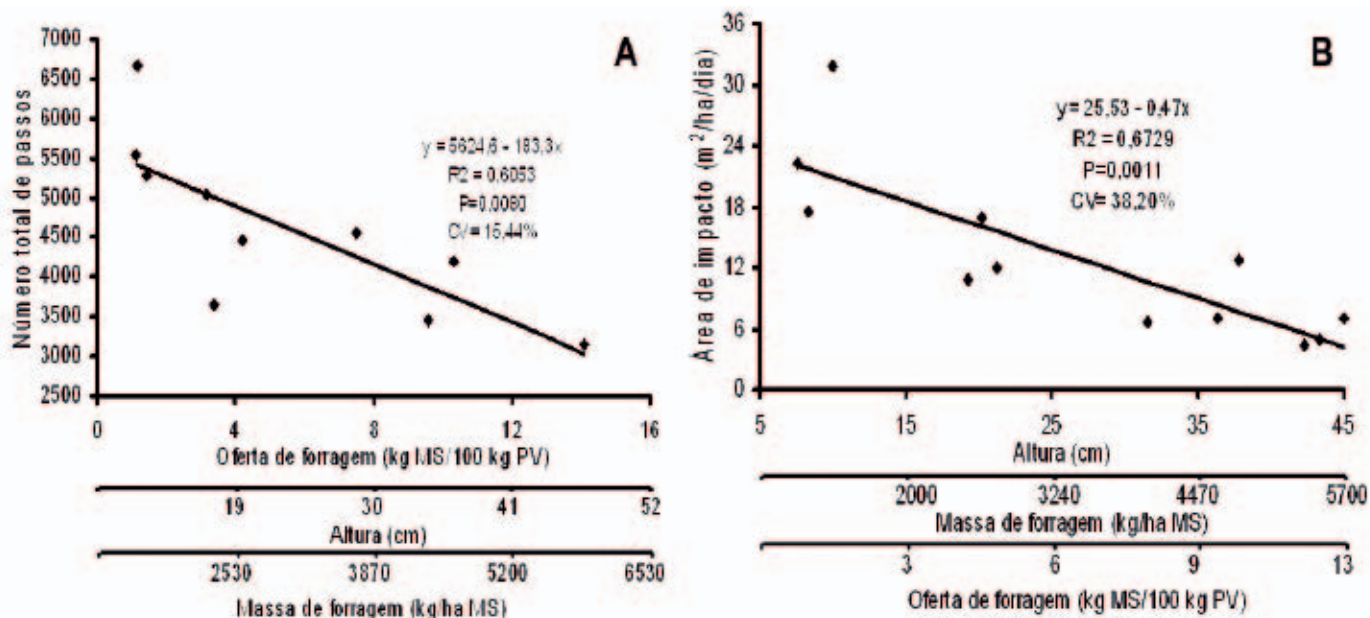 A
Número total de passos
7000
6500
6000
5500
5000
4500
4000
3500
3000
2500
y = 5624,6 - 183,3x
R2 = 0,6053
P=0,0080
CV= 15,44%
0 4 8 12 16
Oferta de forragem (kg MS/100 kg PV)
19 30 41 52
Altura (cm)
2530 3870 5200 6530
Massa de forragem (kg/ha MS)
B
Área de impacto (m²/ha/dia)
36
30
24
18
12
6
0
y= 25,53 - 0,47x
R2 = 0,6729
P=0,0011
CV= 38,20%
5 15 25 35 45
Altura (cm)
2000 3240 4470 5700
Massa de forragem (kg/ha MS)
3 6 9 13
Oferta de forragem (kg MS/100 kg PV)